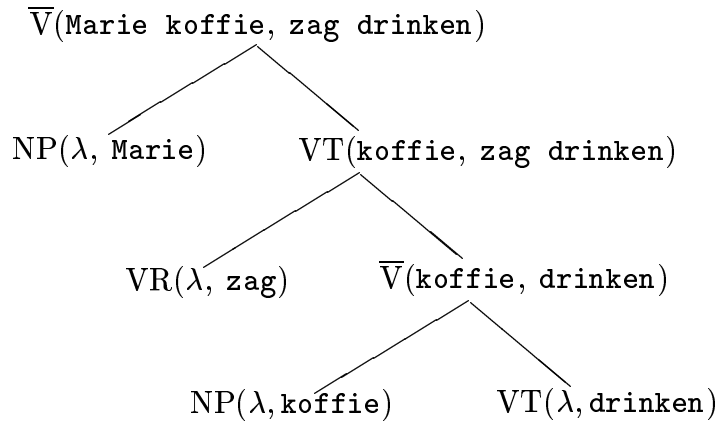 V̅(Marie koffie, zag drinken)
NP(λ, Marie) VT(koffie, zag drinken)
VR(λ, zag) V̅(koffie, drinken)
NP(λ,koffie) VT(λ,drinken)